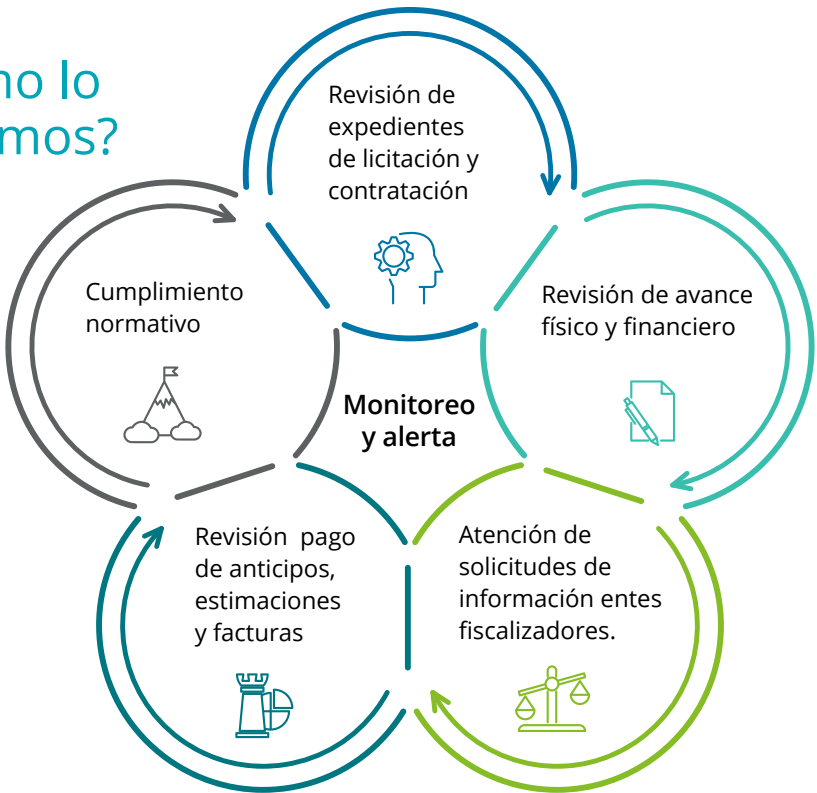 no lo
mos?
Revisión de
expedientes
de licitación y
contratación
Revisión de avance
físico y financiero
Atención de
solicitudes de
información entes
fiscalizadores.
Revisión pago
de anticipos,
estimaciones
y facturas
Cumplimiento
normativo
Monitoreo
y alerta